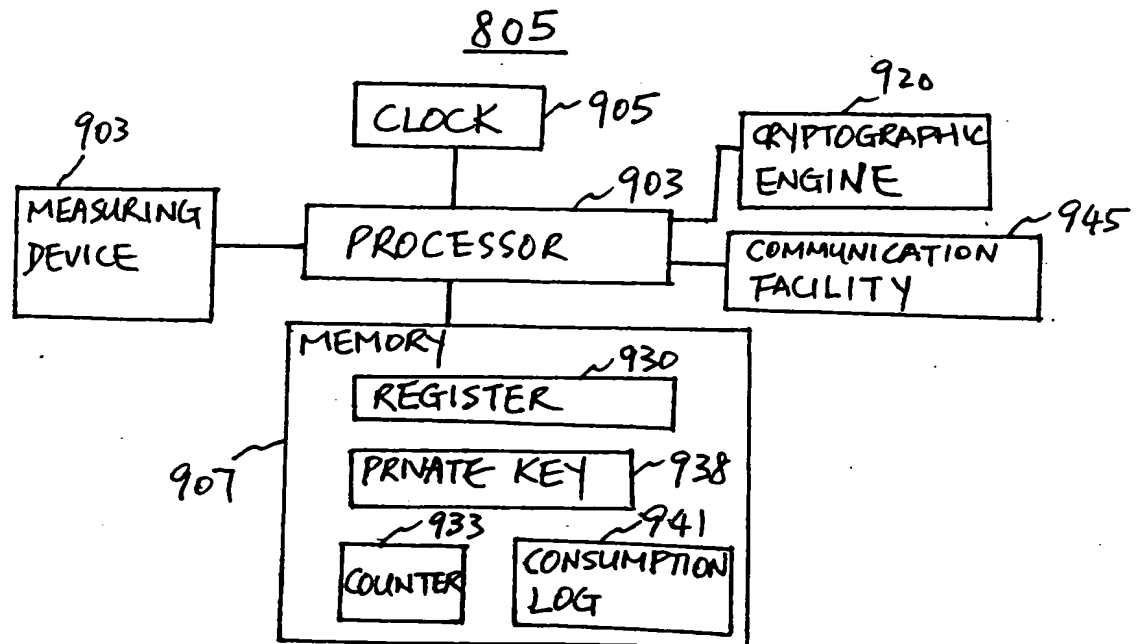 805
CLOCK
905
903
MEASURING
DEVICE
903
PROCESSOR
920
CRYPTOGRAPHIC
ENGINE
945
COMMUNICATION
FACILITY
MEMORY
930
REGISTER
907
PRNATE KEY
938
933
COUNTER
941
CONSUMPTION
LOG